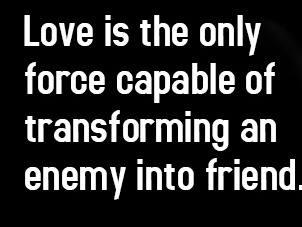 Love is the only
force capable of
transforming an
enemy into friend.